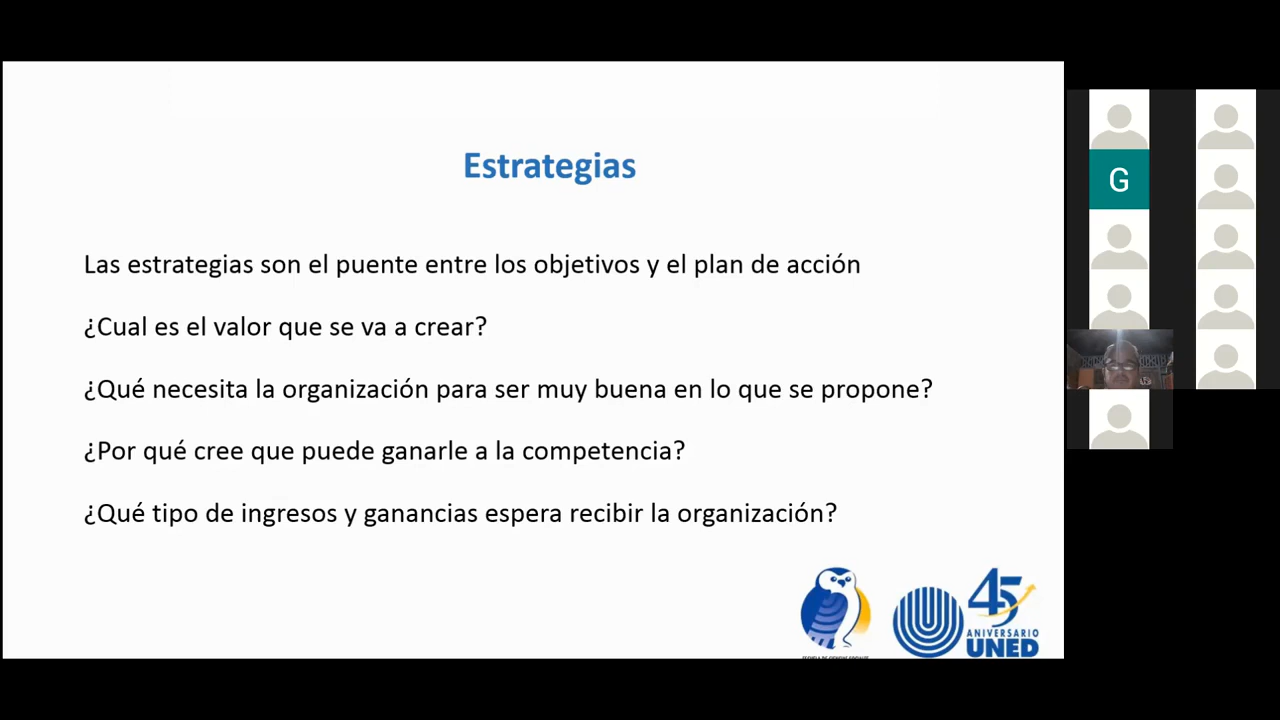 Estrategias
Las estrategias son el puente entre los objetivos y el plan de acción
¿Cual es el valor que se va a crear?
¿Qué necesita la organización para ser muy buena en lo que se propone?
¿Por qué cree que puede ganarle a la competencia?
¿Qué tipo de ingresos y ganancias espera recibir la organización?
G
45
ANIVERSARIO
UNED